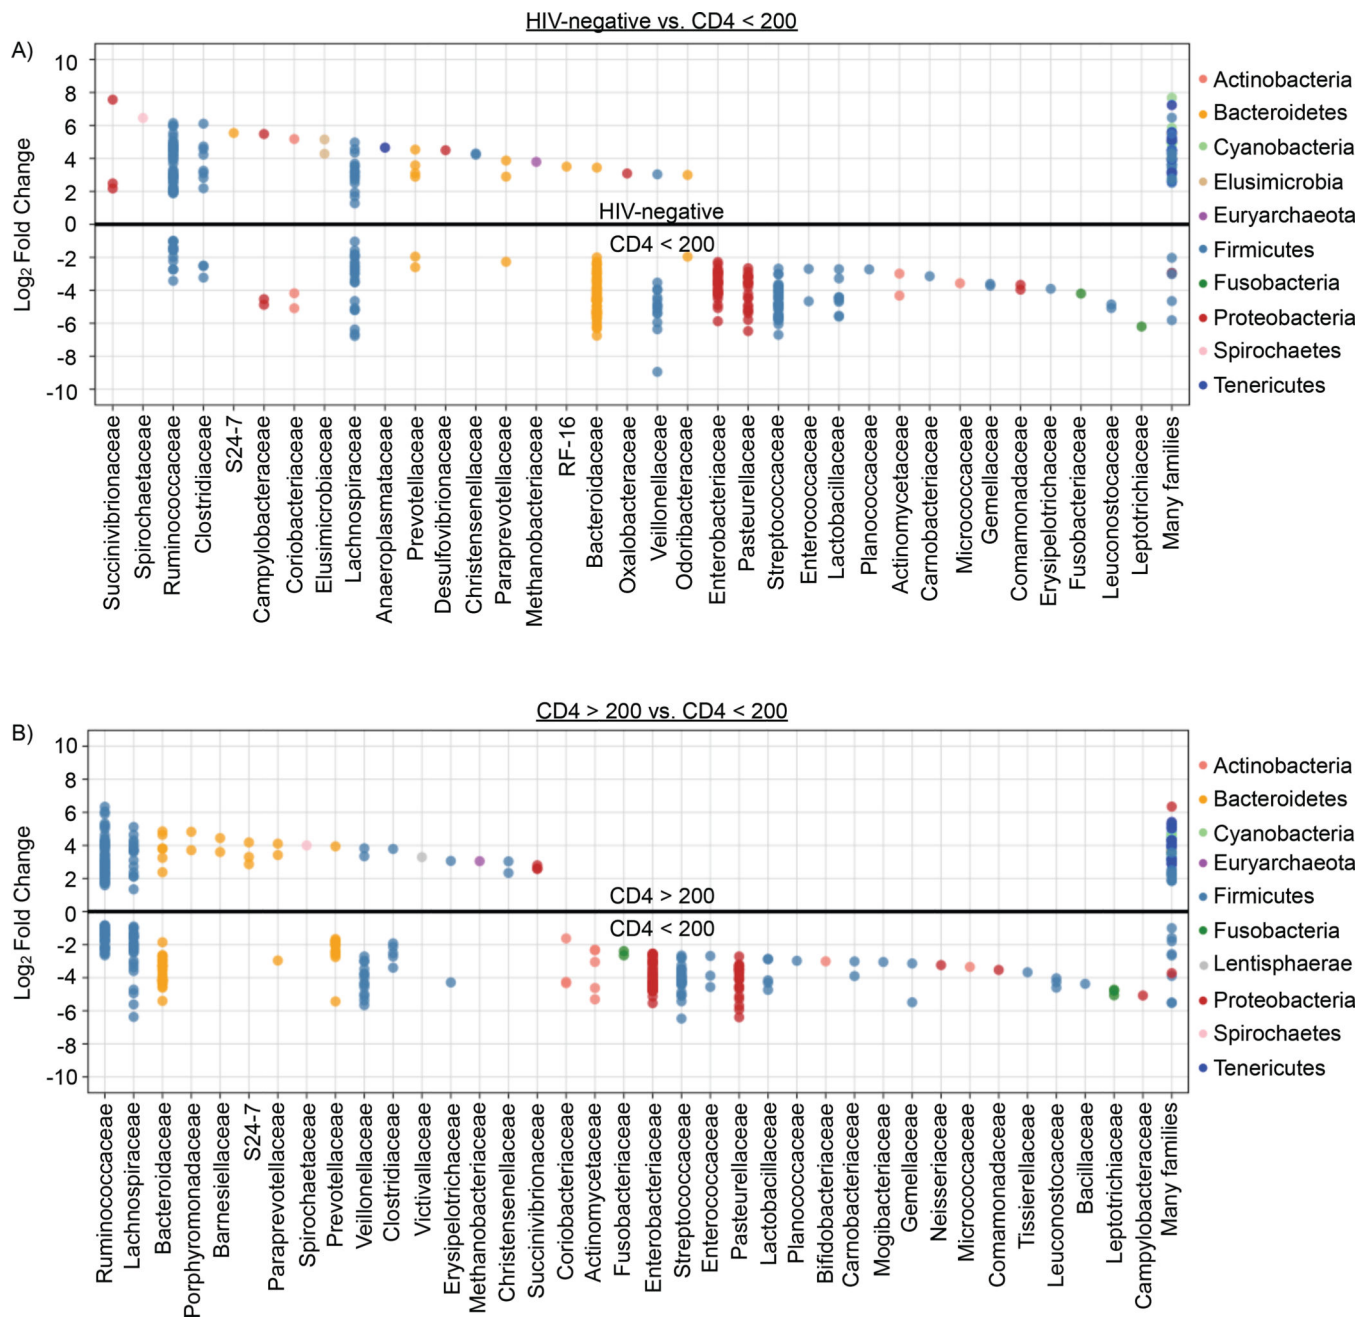 HIV-negative vs. CD4 < 200
A)
10
8
6
4
2
0
-2
-4
-6
-8
-10
Log₂ Fold Change
HIV-negative
CD4 < 200
Actinobacteria
Bacteroidetes
Cyanobacteria
Elusimicrobia
Euryarchaeota
Firmicutes
Fusobacteria
Proteobacteria
Spirochaetes
Tenericutes
Succinivibrionaceae
Spirochaetaceae
Ruminococcaceae
Clostridiaceae
S24-7
Campylobacteraceae
Coriobacteriaceae
Elusimicrobiaceae
Lachnospiraceae
Anaeroplasmataceae
Prevotellaceae
Desulfovibrionaceae
Christensenellaceae
Paraprevotellaceae
Methanobacteriaceae
RF-16
Bacteroidaceae
Oxalobacteraceae
Veillonellaceae
Odoribacteraceae
Enterobacteriaceae
Pasteurellaceae
Streptococcaceae
Enterococcaceae
Lactobacillaceae
Planococcaceae
Actinomycetaceae
Carnobacteriaceae
Micrococcaceae
Gemellaceae
Comamonadaceae
Erysipelotrichaceae
Fusobacteriaceae
Leuconostocaceae
Leptotrichiaceae
Many famllies
CD4 > 200 vs. CD4 < 200
B)
10
8
6
4
2
0
-2
-4
-6
-8
-10
Log₂ Fold Change
CD4 > 200
CD4 < 200
Actinobacteria
Bacteroidetes
Cyanobacteria
Euryarchaeota
Firmicutes
Fusobacteria
Lentisphaerae
Proteobacteria
Spirochaetes
Tenericutes
Ruminococcaceae
Lachnospiraceae
Bacteroidaceae
Porphyromonadaceae
Barnesiellaceae
S24-7
Paraprevotellaceae
Spirochaetaceae
Prevotellaceae
Veillonellaceae
Clostridiaceae
Victivallaceae
Erysipelotrichaceae
Methanobacteriaceae
Christensenellaceae
Succinivibrionaceae
Coriobacteriaceae
Actinomycetaceae
Fusobacteriaceae
Enterobacteriaceae
Streptococcaceae
Enterococcaceae
Pasteurellaceae
Lactobacillaceae
Planococcaceae
Bifidobacteriaceae
Carnobacteriaceae
Mogibacteriaceae
Gemellaceae
Neisseriaceae
Micrococcaceae
Comamonadaceae
Tissierellaceae
Leuconostocaceae
Bacillaceae
Leptotrichiaceae
Campylobacteraceae
Many families